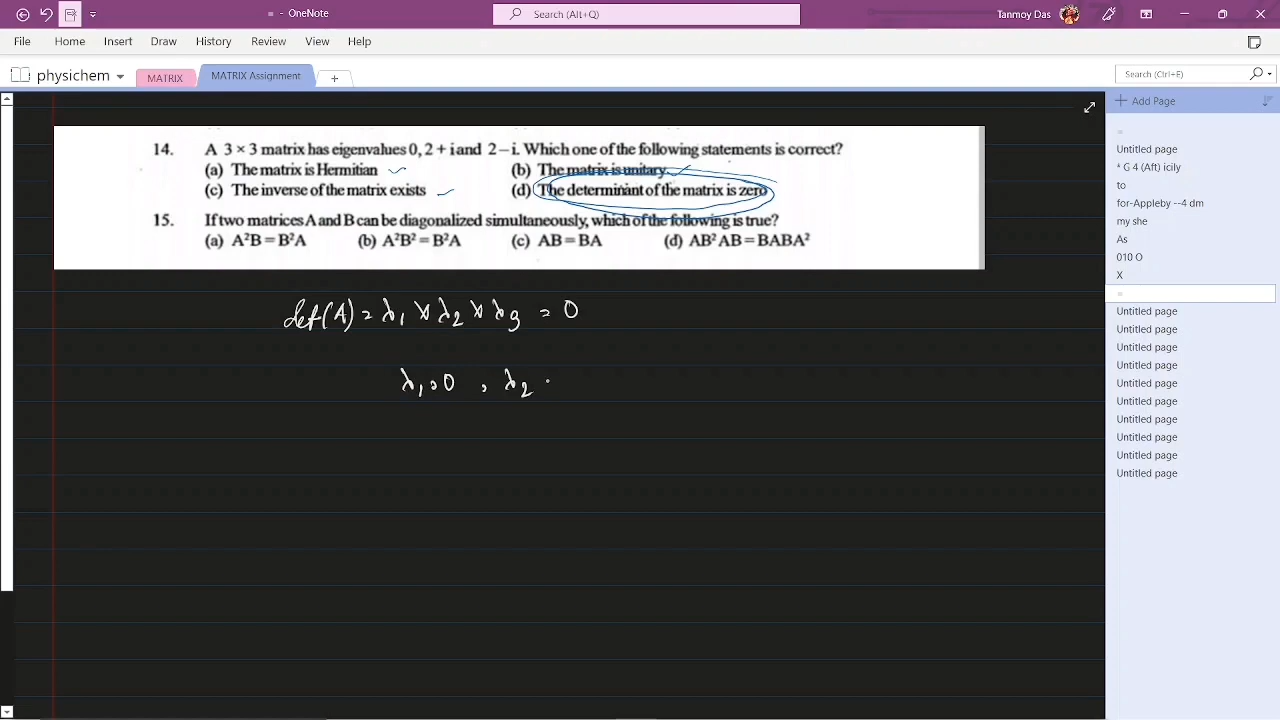 = - OneNote
Search (Alt+Q)
Tanmoy Das
File Home Insert Draw History Review View Help
physichem
MATRIX
MATRIX Assignment
+
Search (Ctrl+E)
14. A 3 × 3 matrix has eigenvalues 0, 2 + i and 2 – i. Which one of the following statements is correct?
(a) The matrix is Hermitian (b) The matrix is unitary
(c) The inverse of the matrix exists (d) The determinant of the matrix is zero
15. If two matrices A and B can be diagonalized simultaneously, which of the following is true?
(a) A²B = B²A (b) A²B² = B²A (c) AB = BA (d) AB² AB = BABA²
det(A) = λ₁ × λ₂ × λ₃ = 0
λ₁ = 0 , λ₂
Add Page
=
Untitled page
‘ G 4 (Aft) icily
to
for-Appleby --4 dm
my she
As
010 O
X
=
Untitled page
Untitled page
Untitled page
Untitled page
Untitled page
Untitled page
Untitled page
Untitled page
Untitled page
Untitled page